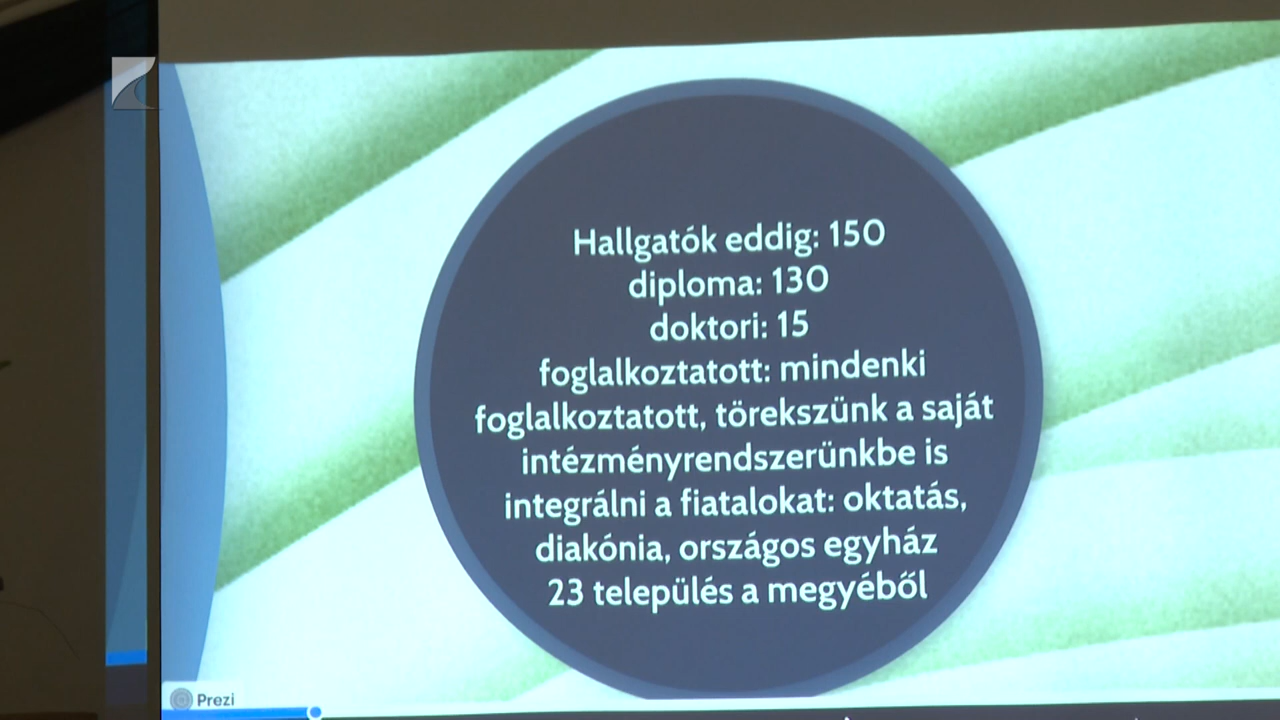 Hallgatók eddig: 150
diploma: 130
doktori: 15
foglalkoztatott: mindenki
foglalkoztatott, törekszünk a saját
intézményrendszerünkbe is
integrálni a fiatalokat: oktatás,
diakónia, országos egyház
23 település a megyéből
Prezi